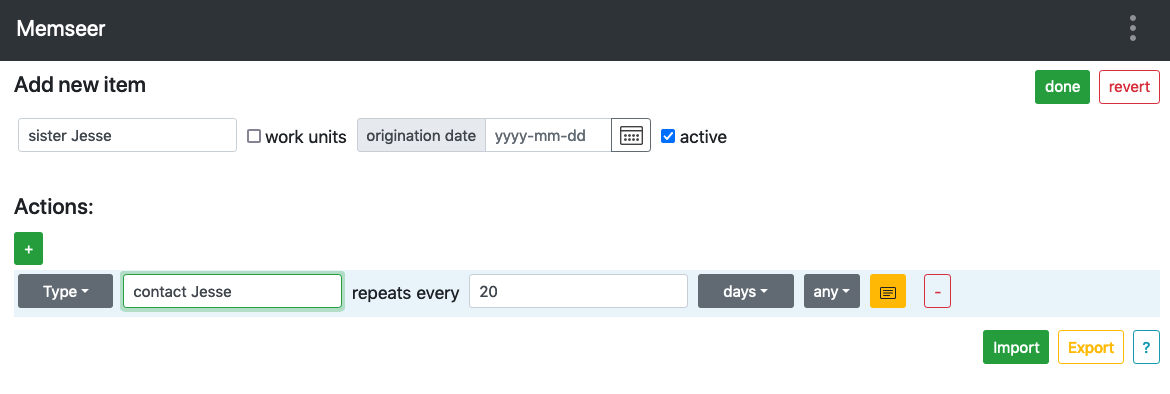 Memseer
Add new item
done revert
sister Jesse work units origination date yyyy-mm-dd active
Actions:
+
Type contact Jesse repeats every 20 days any -
Import Export ?